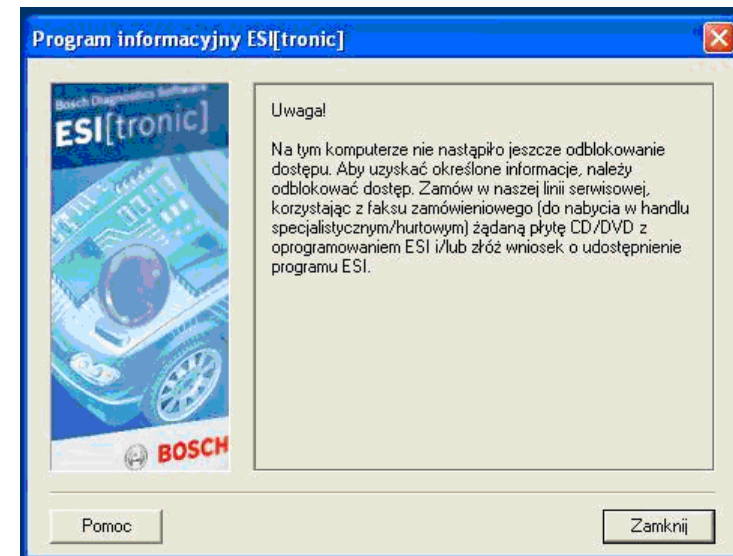 Program informacyjny ESI[tronic]
Bosch Diagnostics Software
ESI[tronic]
Uwaga!
Na tym komputerze nie nastąpiło jeszcze odblokowanie
dostępu. Aby uzyskać określone informacje, należy
odblokować dostęp. Zamów w naszej linii serwisowej,
korzystając z faksu zamówieniowego (do nabycia w handlu
specjalistycznym/hurtowym) żądaną płytę CD/DVD z
oprogramowaniem ESI i/lub złóż wniosek o udostępnienie
programu ESI.
BOSCH
Pomoc
Zamknij